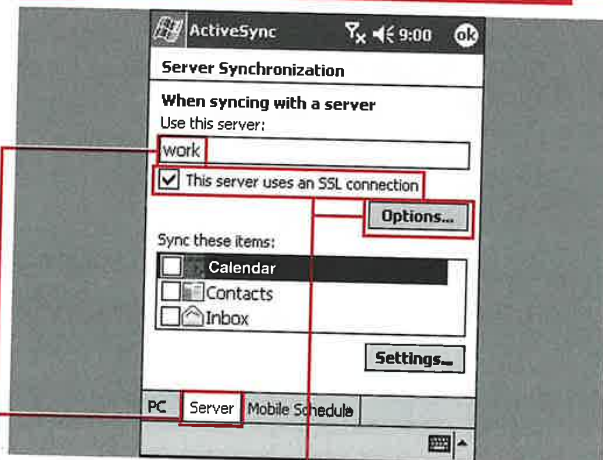 ActiveSync 9:00 ok
Server Synchronization
When syncing with a server
Use this server:
work
This server uses an SSL connection
Options...
Sync these items:
Calendar
Contacts
Inbox
Settings...
PC Server Mobile Schedule